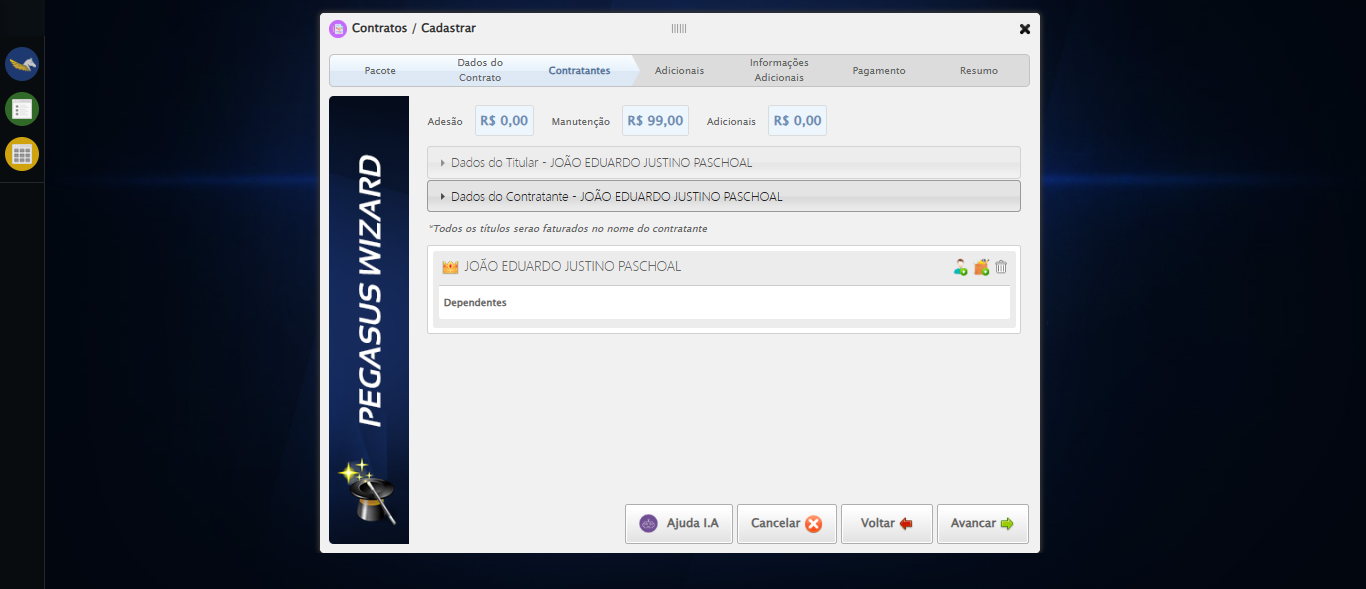 Contratos / Cadastrar
Pacote
Dados do
Contrato
Contratantes
Adicionais
Informações
Adicionais
Pagamento
Resumo
PEGASUS WIZARD
Adesão R$ 0,00 Manutenção R$ 99,00 Adicionais R$ 0,00
Dados do Titular - JOÃO EDUARDO JUSTINO PASCHOAL
Dados do Contratante - JOÃO EDUARDO JUSTINO PASCHOAL
*Todos os títulos serao faturados no nome do contratante
JOÃO EDUARDO JUSTINO PASCHOAL
Dependentes
Ajuda I.A Cancelar Voltar Avancar